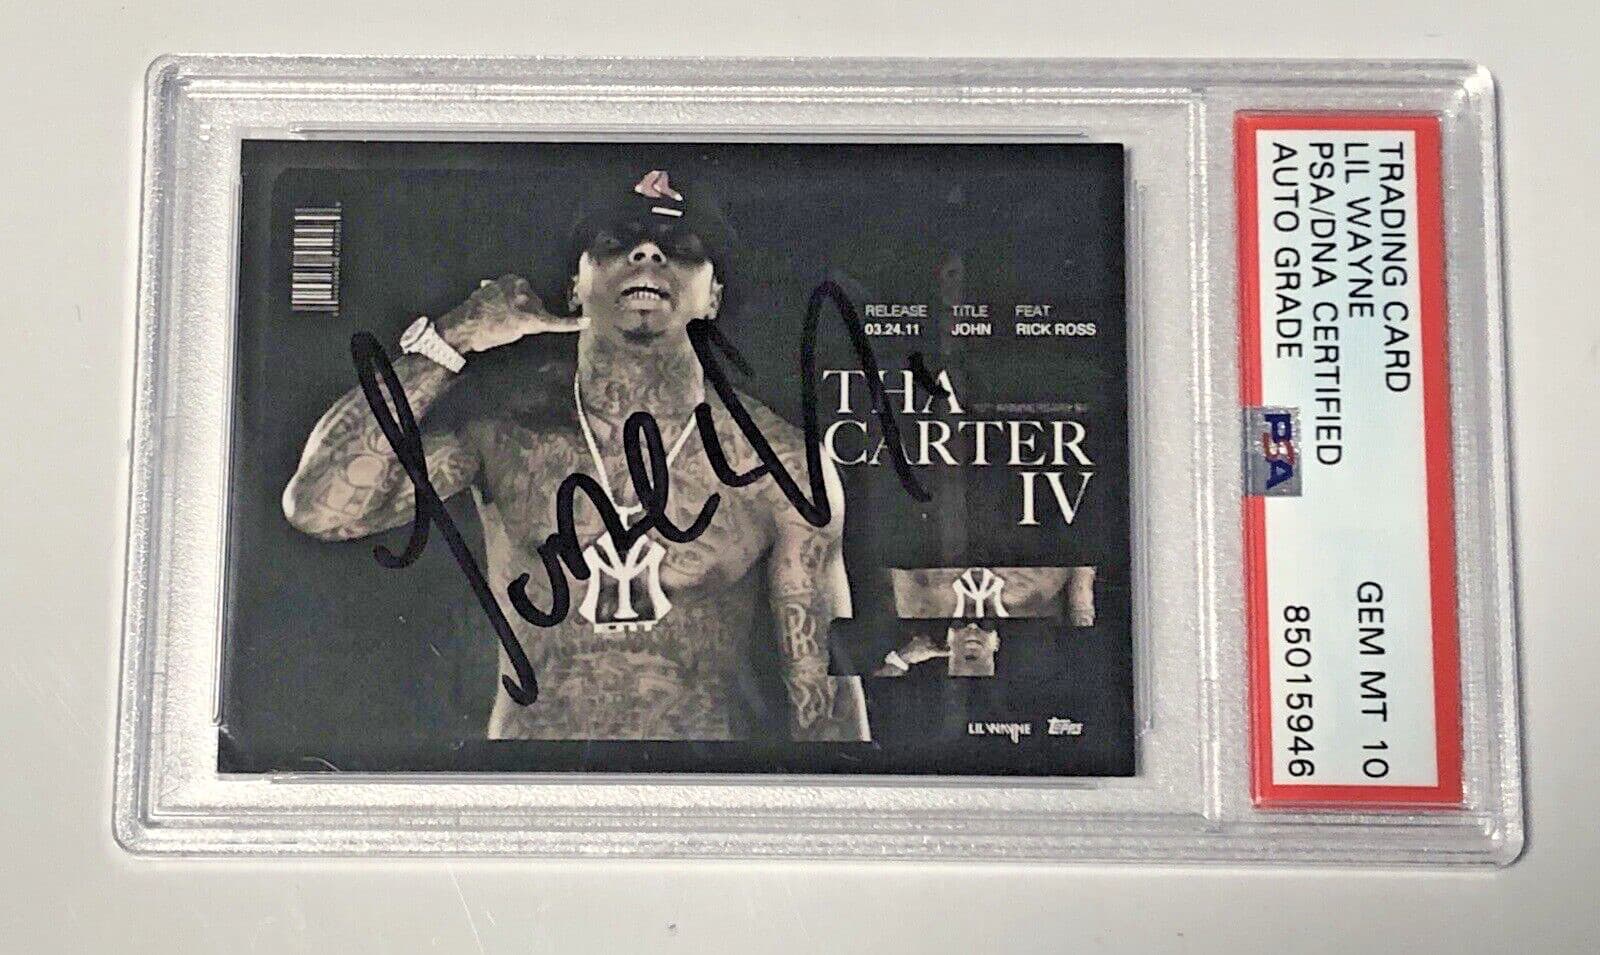 RELEASE TITLE FEAT
03.24.11 JOHN RICK ROSS
THA
CARTER
IV
LIL WAYNE Topps
TRADING CARD
LIL WAYNE
PSA/DNA CERTIFIED
AUTO GRADE
PSA
GEM MT 10
85015946